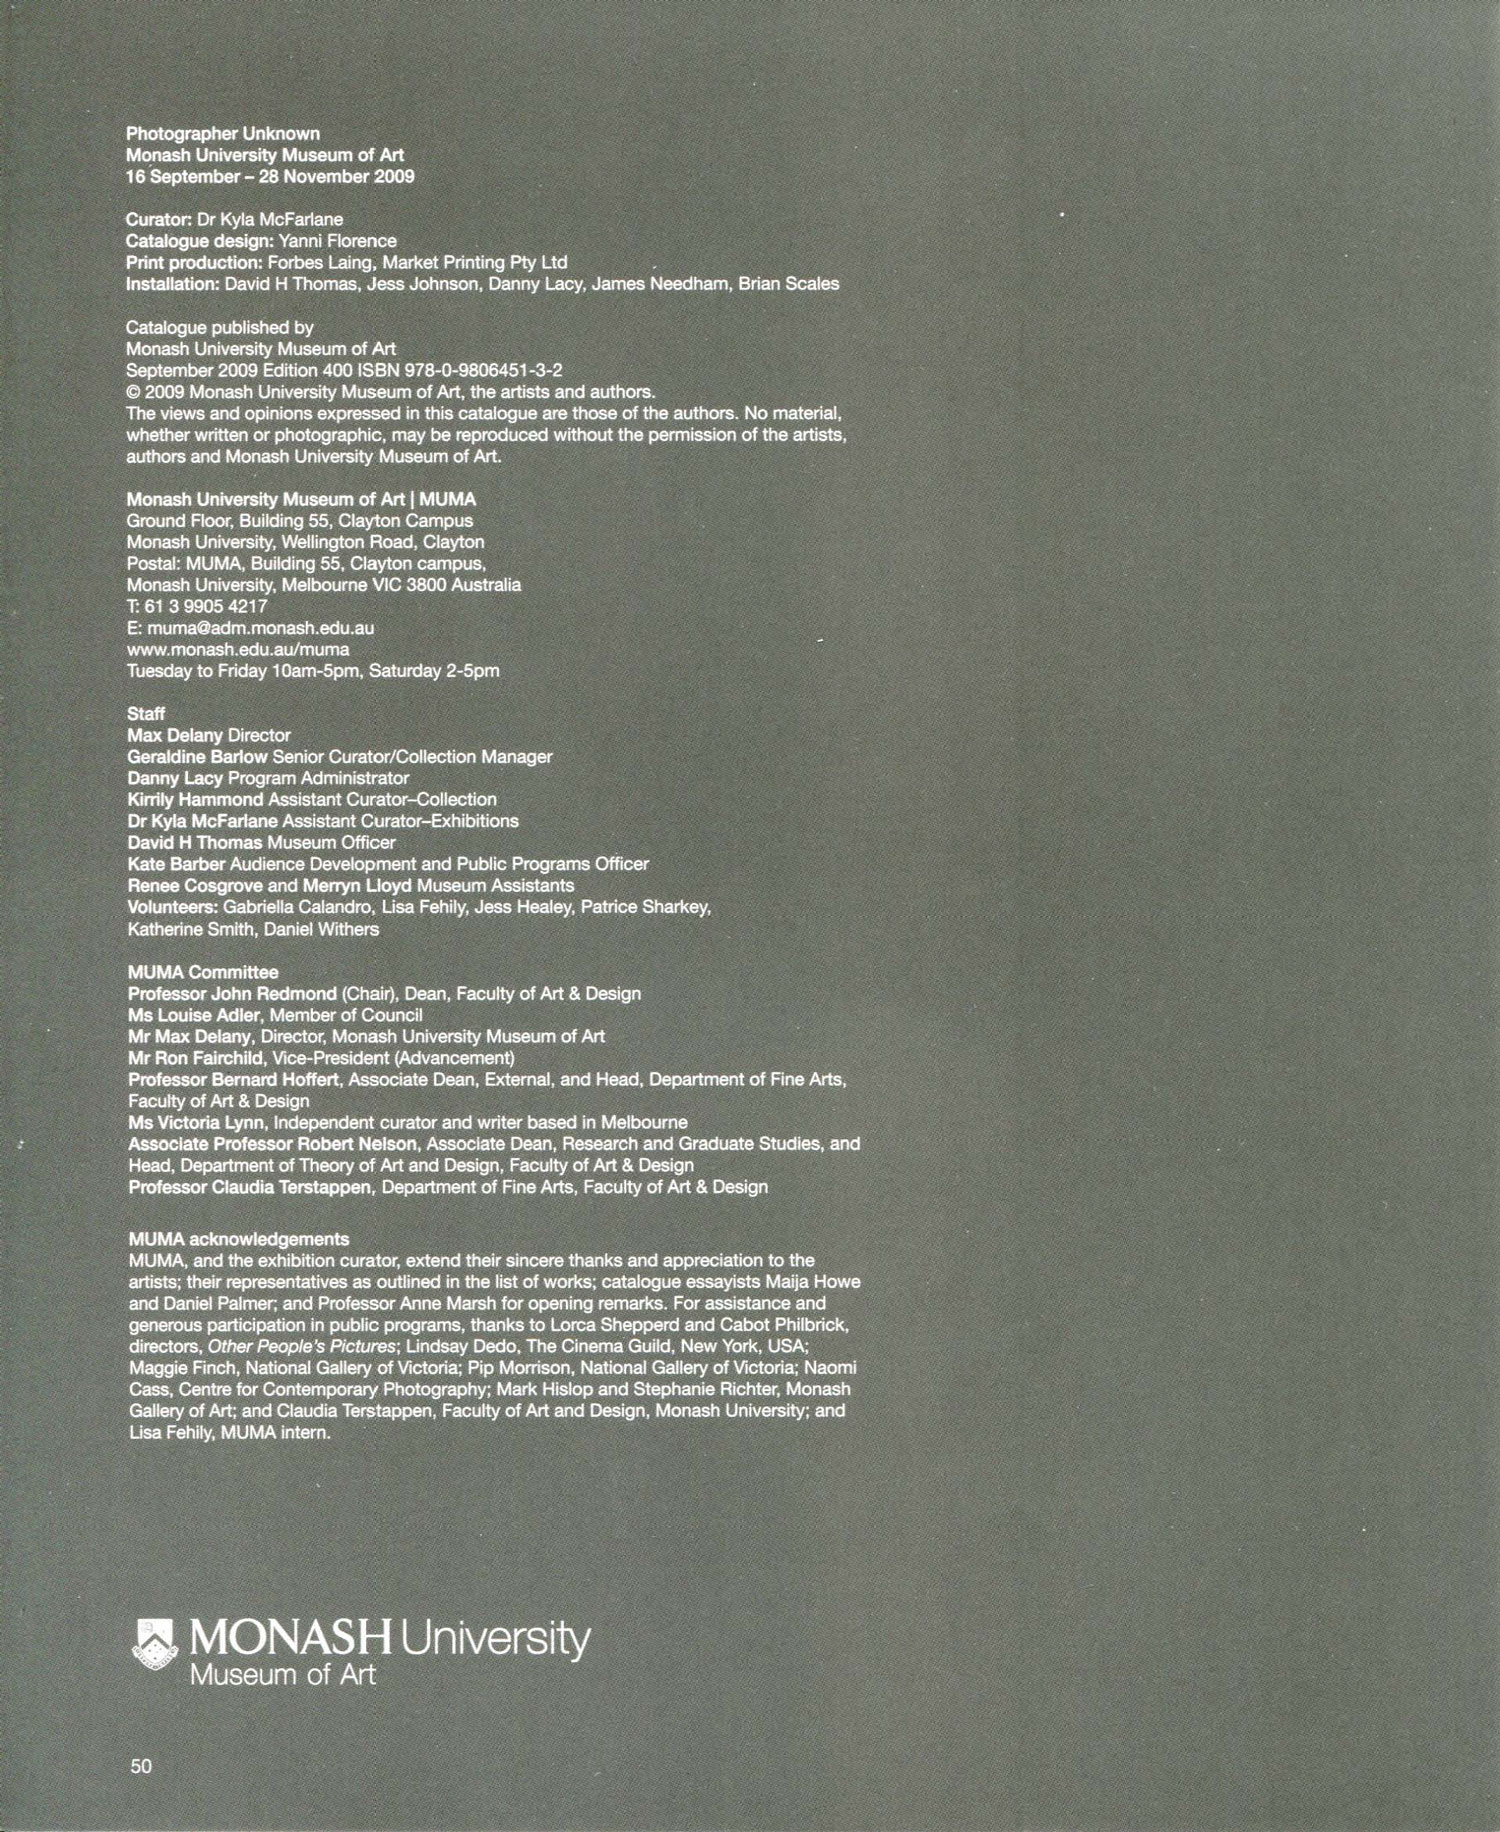 Photographer Unknown
Monash University Museum of Art
16 September – 28 November 2009
Curator: Dr Kyla McFarlane
Catalogue design: Yanni Florence
Print production: Forbes Laing, Market Printing Pty Ltd
Installation: David H Thomas, Jess Johnson, Danny Lacy, James Needham, Brian Scales
Catalogue published by
Monash University Museum of Art
September 2009 Edition 400 ISBN 978-0-9806451-3-2
© 2009 Monash University Museum of Art, the artists and authors.
The views and opinions expressed in this catalogue are those of the authors. No material,
whether written or photographic, may be reproduced without the permission of the artists,
authors and Monash University Museum of Art.
Monash University Museum of Art | MUMA
Ground Floor, Building 55, Clayton Campus
Monash University, Wellington Road, Clayton
Postal: MUMA, Building 55, Clayton campus,
Monash University, Melbourne VIC 3800 Australia
T: 61 3 9905 4217
E: muma@adm.monash.edu.au
www.monash.edu.au/muma
Tuesday to Friday 10am-5pm, Saturday 2-5pm
Staff
Max Delany Director
Geraldine Barlow Senior Curator/Collection Manager
Danny Lacy Program Administrator
Kirrily Hammond Assistant Curator–Collection
Dr Kyla McFarlane Assistant Curator–Exhibitions
David H Thomas Museum Officer
Kate Barber Audience Development and Public Programs Officer
Renee Cosgrove and Merryn Lloyd Museum Assistants
Volunteers: Gabriella Calandro, Lisa Fehily, Jess Healey, Patrice Sharkey,
Katherine Smith, Daniel Withers
MUMA Committee
Professor John Redmond (Chair), Dean, Faculty of Art & Design
Ms Louise Adler, Member of Council
Mr Max Delany, Director, Monash University Museum of Art
Mr Ron Fairchild, Vice-President (Advancement)
Professor Bernard Hoffert, Associate Dean, External, and Head, Department of Fine Arts,
Faculty of Art & Design
Ms Victoria Lynn, Independent curator and writer based in Melbourne
Associate Professor Robert Nelson, Associate Dean, Research and Graduate Studies, and
Head, Department of Theory of Art and Design, Faculty of Art & Design
Professor Claudia Terstappen, Department of Fine Arts, Faculty of Art & Design
MUMA acknowledgements
MUMA, and the exhibition curator, extend their sincere thanks and appreciation to the
artists; their representatives as outlined in the list of works; catalogue essayists Maija Howe
and Daniel Palmer; and Professor Anne Marsh for opening remarks. For assistance and
generous participation in public programs, thanks to Lorca Shepperd and Cabot Philbrick,
directors, Other People's Pictures; Lindsay Dedo, The Cinema Guild, New York, USA;
Maggie Finch, National Gallery of Victoria; Pip Morrison, National Gallery of Victoria; Naomi
Cass, Centre for Contemporary Photography; Mark Hislop and Stephanie Richter, Monash
Gallery of Art; and Claudia Terstappen, Faculty of Art and Design, Monash University; and
Lisa Fehily, MUMA intern.
MONASH University
Museum of Art
50